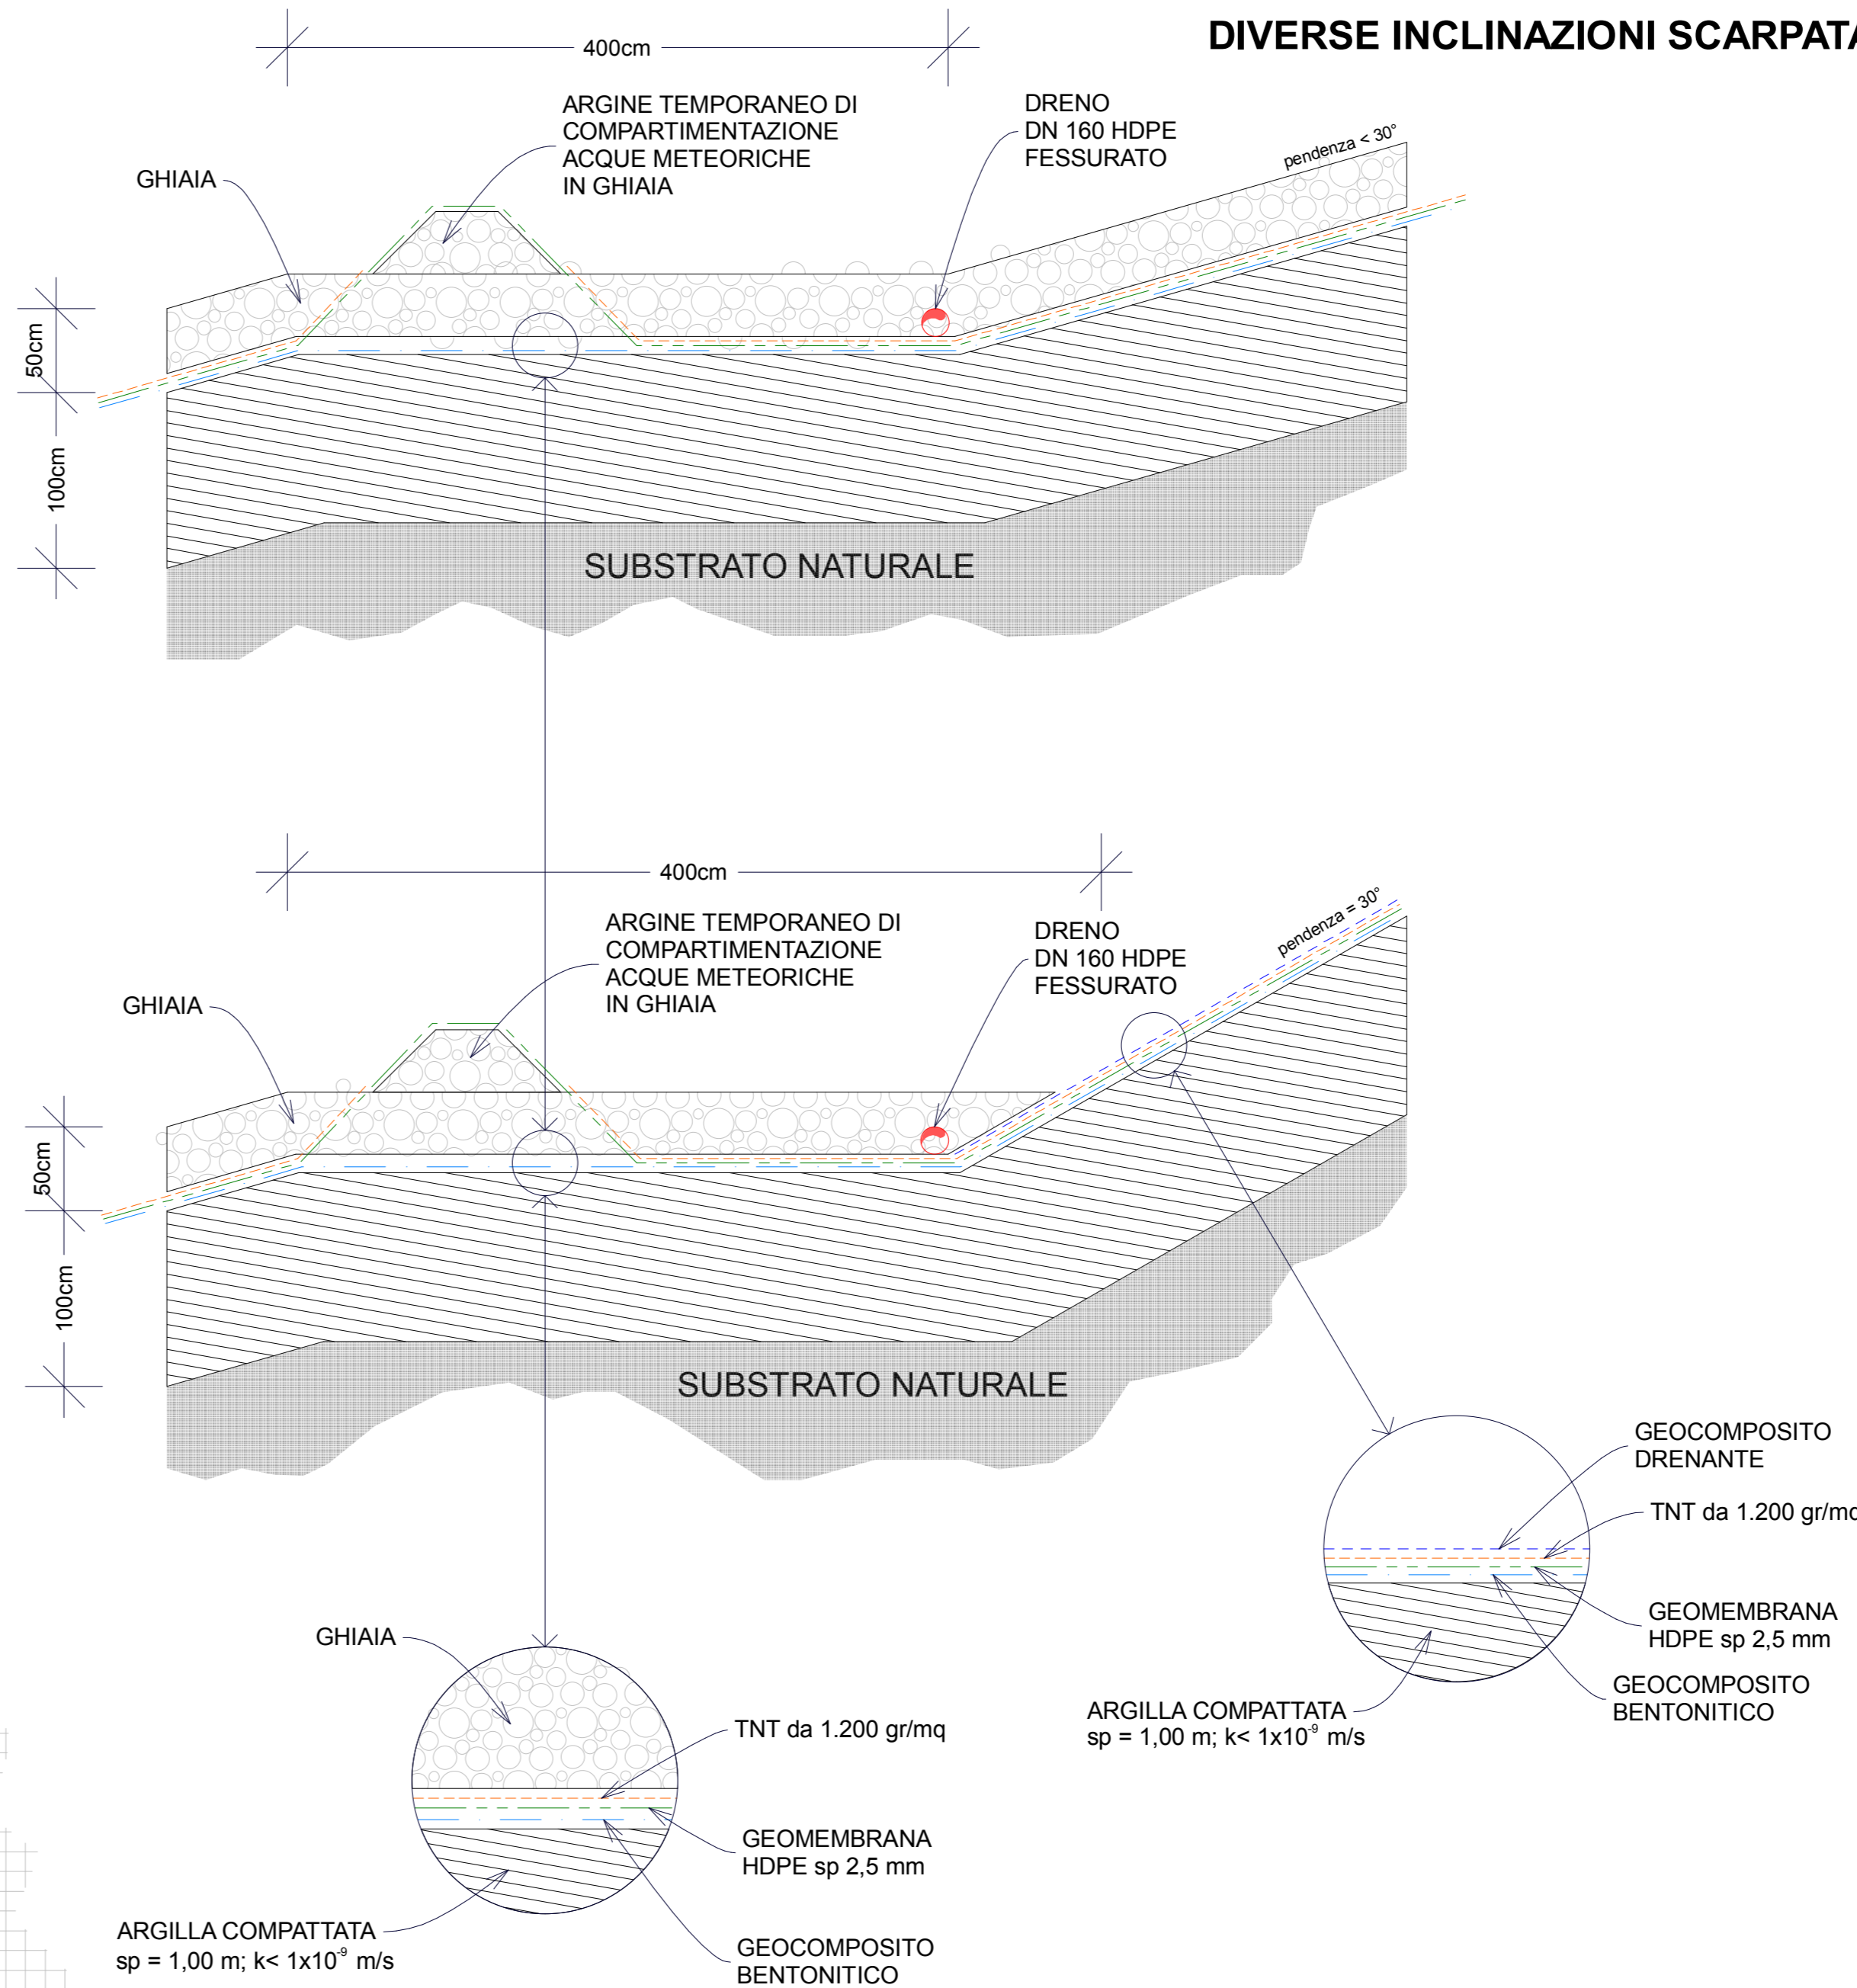 DIVERSE INCLINAZIONI SCARPATA
400cm
ARGINE TEMPORANEO DI
COMPARTIMENTAZIONE
ACQUE METEORICHE
IN GHIAIA
DRENO
DN 160 HDPE
FESSURATO
pendenza < 30°
GHIAIA
50cm
100cm
SUBSTRATO NATURALE
400cm
ARGINE TEMPORANEO DI
COMPARTIMENTAZIONE
ACQUE METEORICHE
IN GHIAIA
DRENO
DN 160 HDPE
FESSURATO
pendenza = 30°
GHIAIA
50cm
100cm
SUBSTRATO NATURALE
GEOCOMPOSITO
DRENANTE
TNT da 1.200 gr/mq
GEOMEMBRANA
HDPE sp 2,5 mm
GEOCOMPOSITO
BENTONITICO
ARGILLA COMPATTATA
sp = 1,00 m; k< 1x10⁻⁹ m/s
GHIAIA
TNT da 1.200 gr/mq
GEOMEMBRANA
HDPE sp 2,5 mm
ARGILLA COMPATTATA
sp = 1,00 m; k< 1x10⁻⁹ m/s
GEOCOMPOSITO
BENTONITICO